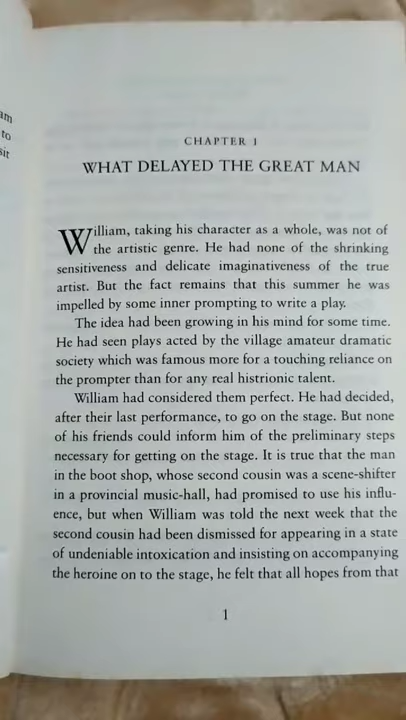 am
to
sit
CHAPTER 1
WHAT DELAYED THE GREAT MAN
William, taking his character as a whole, was not of
the artistic genre. He had none of the shrinking
sensitiveness and delicate imaginativeness of the true
artist. But the fact remains that this summer he was
impelled by some inner prompting to write a play.
The idea had been growing in his mind for some time.
He had seen plays acted by the village amateur dramatic
society which was famous more for a touching reliance on
the prompter than for any real histrionic talent.
William had considered them perfect. He had decided,
after their last performance, to go on the stage. But none
of his friends could inform him of the preliminary steps
necessary for getting on the stage. It is true that the man
in the boot shop, whose second cousin was a scene-shifter
in a provincial music-hall, had promised to use his influ-
ence, but when William was told the next week that the
second cousin had been dismissed for appearing in a state
of undeniable intoxication and insisting on accompanying
the heroine on to the stage, he felt that all hopes from that
1